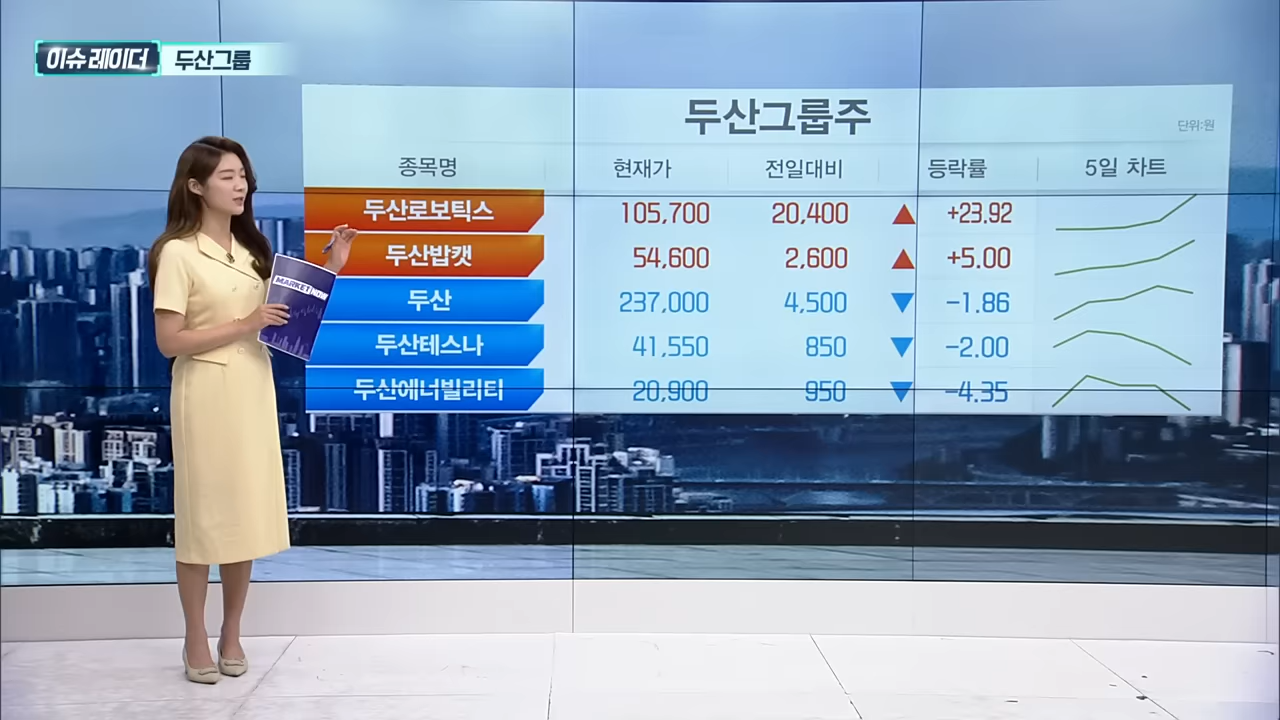 이슈 레이더 두산그룹
두산그룹주
단위:원
종목명 현재가 전일대비 등락률 5일 차트
두산로보틱스 105,700 20,400 ▲ +23.92
두산밥캣 54,600 2,600 ▲ +5.00
두산 237,000 4,500 ▼ -1.86
두산테스나 41,550 850 ▼ -2.00
두산에너빌리티 20,900 950 ▼ -4.35
MARKET NOW